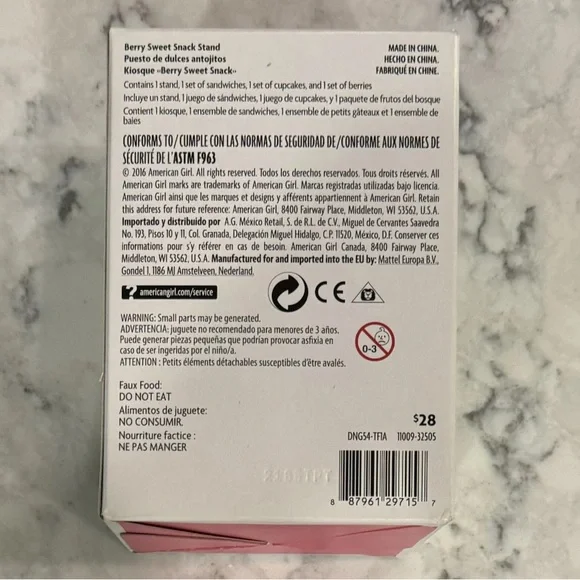 Berry Sweet Snack Stand
Puesto de dulces antojitos
Kiosque «Berry Sweet Snack»
MADE IN CHINA.
HECHO EN CHINA.
FABRIQUÉ EN CHINE.
Contains 1 stand, 1 set of sandwiches, 1 set of cupcakes, and 1 set of berries
Incluye un stand, 1 juego de sándwiches, 1 juego de cupcakes, y 1 paquete de frutos del bosque
Contient 1 kiosque, 1 ensemble de sandwiches, 1 ensemble de petits gâteaux et 1 ensemble de
baies
CONFORMS TO/CUMPLE CON LAS NORMAS DE SEGURIDAD DE/CONFORME AUX NORMES DE
SÉCURITÉ DE L'ASTM F963
© 2016 American Girl. All rights reserved. Todos los derechos reservados. Tous droits réservés. All
American Girl marks are trademarks of American Girl. Marcas registradas utilizadas bajo licencia.
American Girl ainsi que les marques et designs y afférents appartiennent à American Girl. Retain
this address for future reference: American Girl, 8400 Fairway Place, Middleton, WI 53562, U.S.A.
Importado y distribuido por A.G. México Retail, S. de R.L. de C.V., Miguel de Cervantes Saavedra
No. 193, Pisos 10 y 11, Col. Granada, Delegación Miguel Hidalgo, C.P. 11520, México, D.F. Conserver ces
informations pour s'y référer en cas de besoin. American Girl Canada, 8400 Fairway Place,
Middleton, WI 53562, U.S.A. Manufactured for and imported into the EU by: Mattel Europa B.V.,
Gondel 1, 1186 MJ Amstelveen, Nederland.
? americangirl.com/service
CE
WARNING: Small parts may be generated.
ADVERTENCIA: juguete no recomendado para menores de 3 años.
Puede generar piezas pequeñas que podrían provocar asfixia en
caso de ser ingeridas por el niño/a.
ATTENTION : Petits éléments détachables susceptibles d'être avalés.
0-3
Faux Food:
DO NOT EAT
Alimentos de juguete:
NO CONSUMIR.
Nourriture factice :
NE PAS MANGER
$28
DNG54-TF1A 11009-32505
8 87961 29715 7